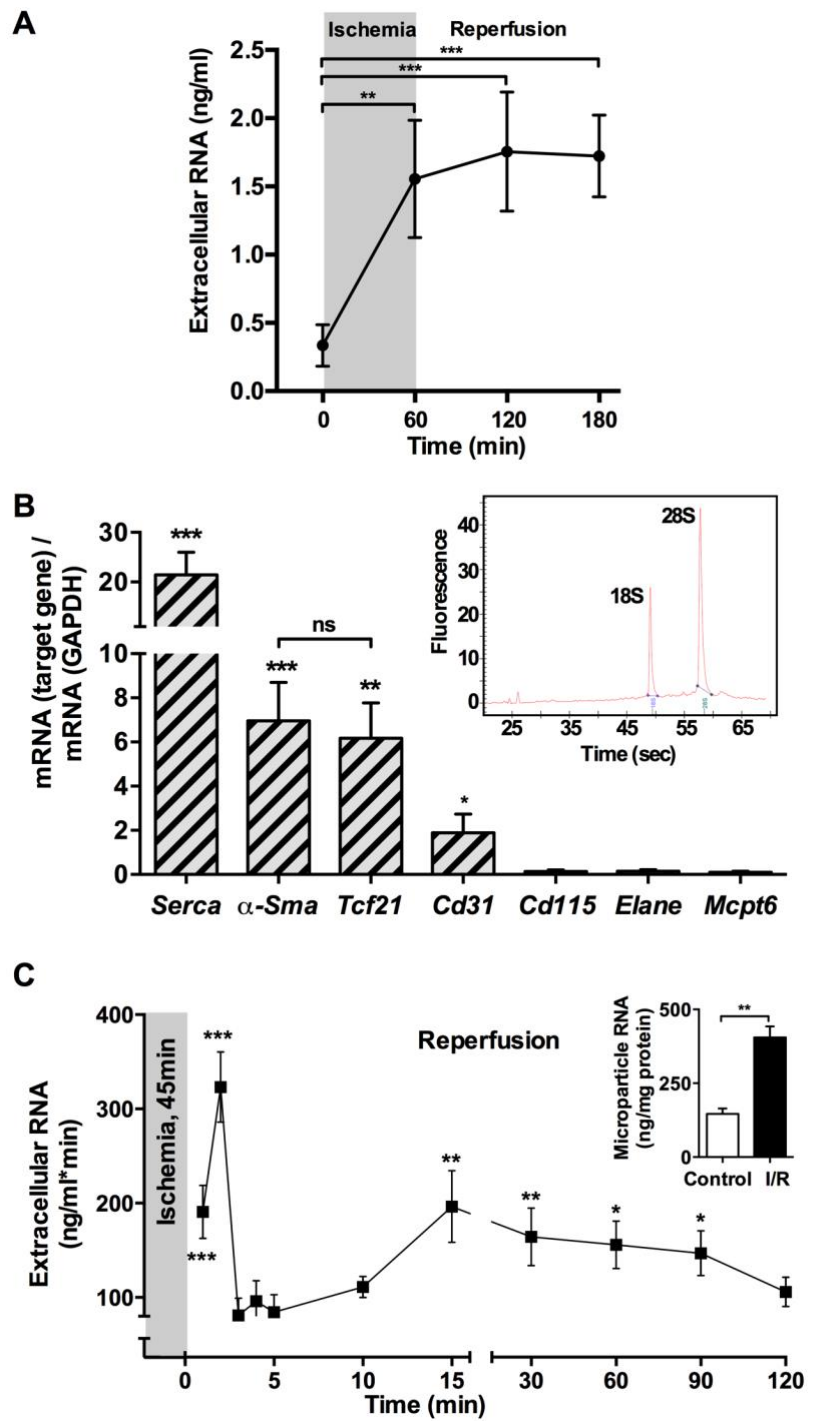 A
Ischemia Reperfusion
***
***
**
Extracellular RNA (ng/ml)
2.5
2.0
1.5
1.0
0.5
0.0
0 60 120 180
Time (min)
B
mRNA (target gene) /
mRNA (GAPDH)
30
20
10
8
6
4
2
0
***
ns
***
**
*
Serca α-Sma Tcf21 Cd31 Cd115 Elane Mcpt6
Fluorescence
40
30
20
10
0
18S
28S
18S
28S
25 35 45 55 65
Time (sec)
C
Extracellular RNA
(ng/ml*min)
400
300
200
100
Ischemia, 45min
Reperfusion
***
***
**
**
*
*
0 5 10 15 30 60 90 120
Time (min)
Microparticle RNA
(ng/mg protein)
500
250
0
**
Control I/R